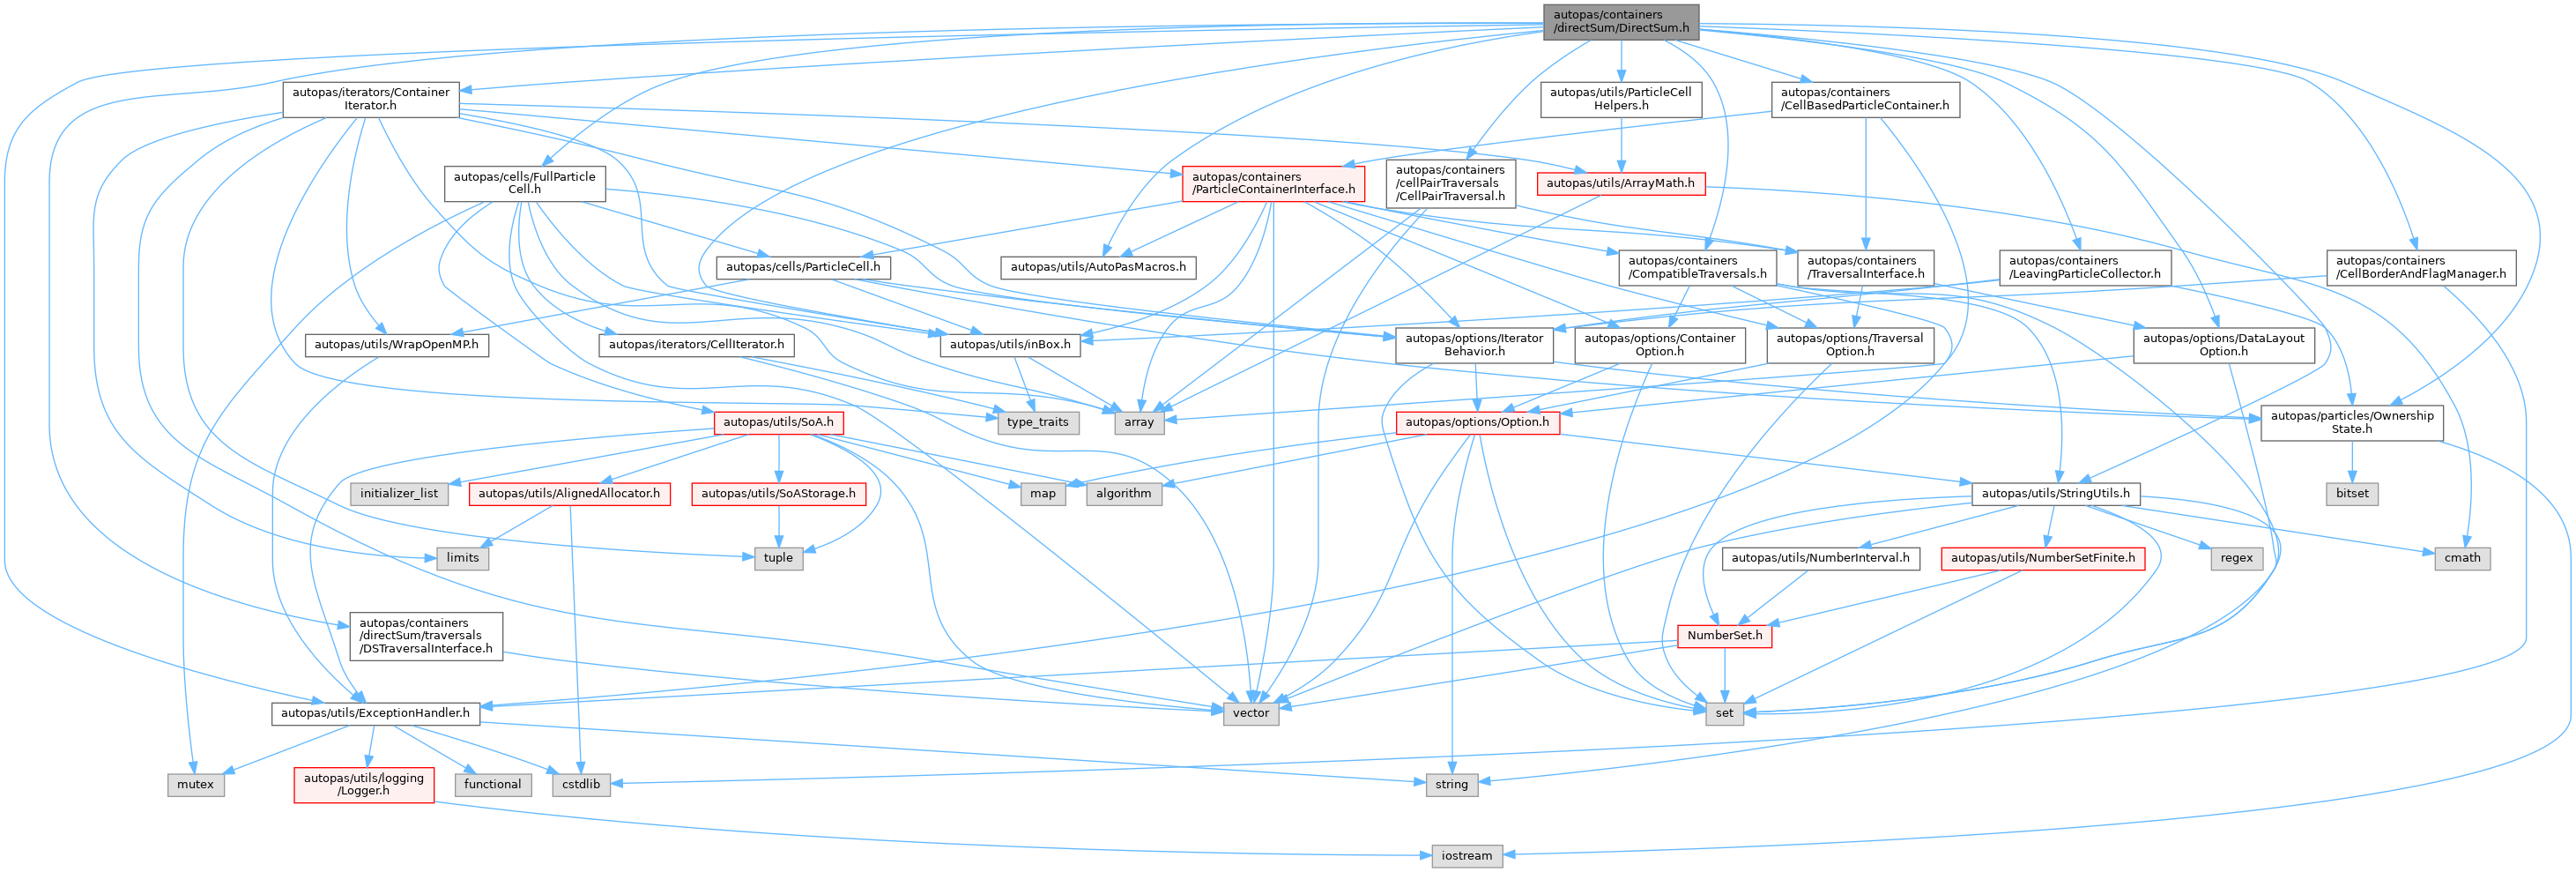 autopas/containers
/directSum/DirectSum.h
autopas/iterators/Container
Iterator.h
autopas/utils/ParticleCell
Helpers.h
autopas/containers
/CellBasedParticleContainer.h
autopas/cells/FullParticle
Cell.h
autopas/containers
/ParticleContainerInterface.h
autopas/containers
/cellPairTraversals
/CellPairTraversal.h
autopas/utils/ArrayMath.h
autopas/cells/ParticleCell.h
autopas/utils/AutoPasMacros.h
autopas/containers
/CompatibleTraversals.h
autopas/containers
/TraversalInterface.h
autopas/containers
/LeavingParticleCollector.h
autopas/containers
/CellBorderAndFlagManager.h
autopas/utils/WrapOpenMP.h
autopas/iterators/CellIterator.h
autopas/utils/inBox.h
autopas/options/Iterator
Behavior.h
autopas/options/Container
Option.h
autopas/options/Traversal
Option.h
autopas/options/DataLayout
Option.h
autopas/utils/SoA.h
type_traits
array
autopas/options/Option.h
autopas/particles/Ownership
State.h
initializer_list
autopas/utils/AlignedAllocator.h
autopas/utils/SoAStorage.h
map
algorithm
autopas/utils/StringUtils.h
bitset
limits
tuple
autopas/utils/NumberInterval.h
autopas/utils/NumberSetFinite.h
regex
cmath
autopas/containers
/directSum/traversals
/DSTraversalInterface.h
NumberSet.h
autopas/utils/ExceptionHandler.h
vector
set
mutex
autopas/utils/logging
/Logger.h
functional
cstdlib
string
iostream